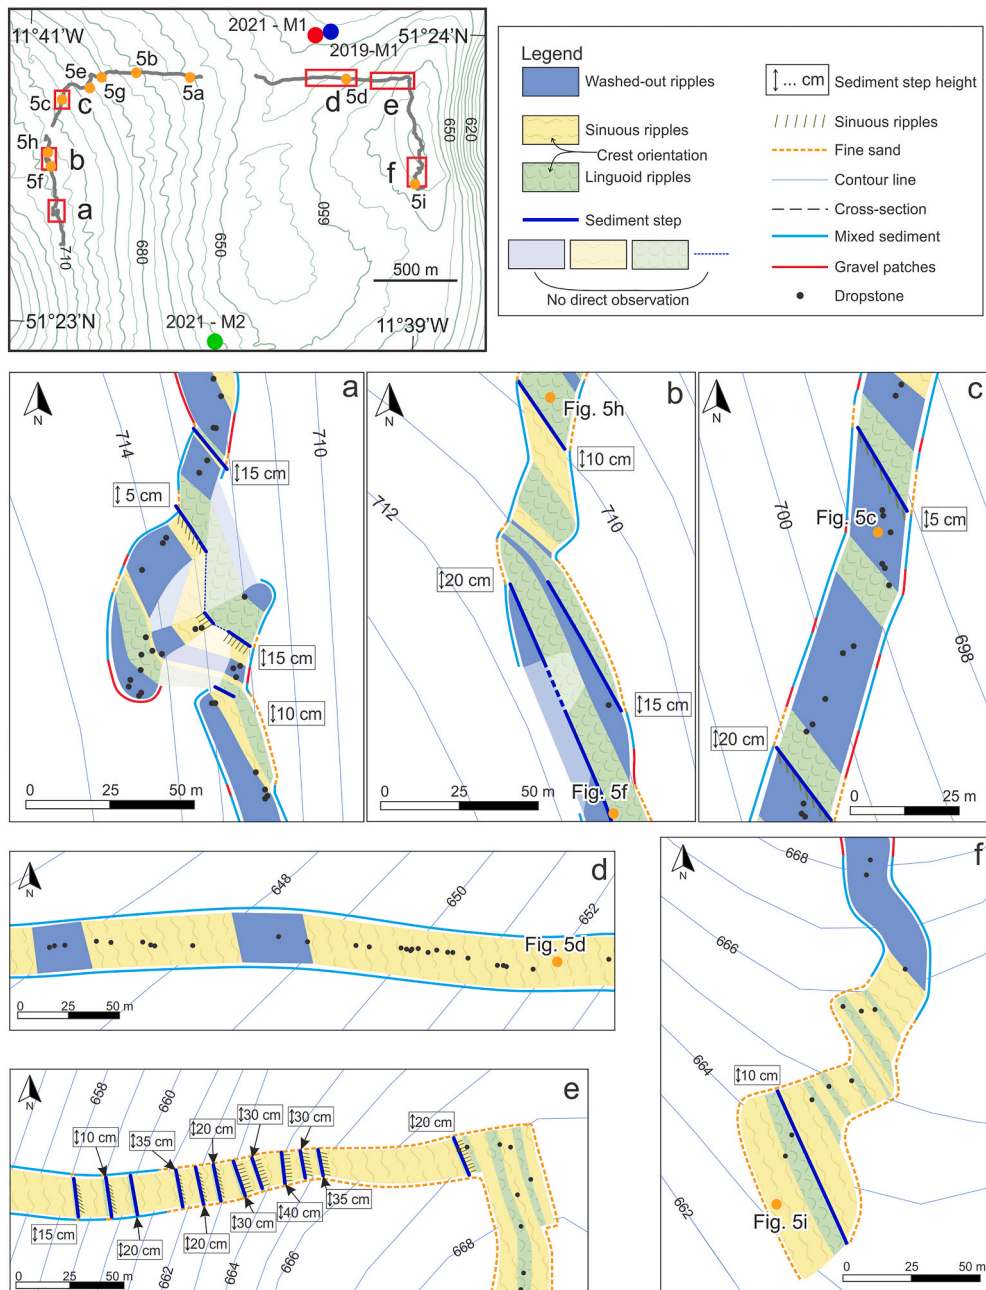 11°41'W
2021 - M1
2019-M1
51°24'N
5e
5b
5g
5a
5c
c
d
5d
e
5h
b
5f
a
f
5i
620
650
650
660
680
710
500 m
51°23'N
2021 - M2
11°39'W
Legend
Washed-out ripples
Sinuous ripples
Crest orientation
Linguoid ripples
Sediment step
No direct observation
↕ ... cm Sediment step height
Sinuous ripples
Fine sand
Contour line
Cross-section
Mixed sediment
Gravel patches
Dropstone
a
N
714
710
↕15 cm
↕ 5 cm
↕15 cm
↕10 cm
0 25 50 m
b
N
Fig. 5h
↕10 cm
712
710
↕20 cm
↕15 cm
Fig. 5f
0 25 50 m
c
N
700
Fig. 5c
↕5 cm
698
↕20 cm
0 25 m
d
N
648
650
652
Fig. 5d
0 25 50 m
e
N
658
660
↕10 cm
↕35 cm
↕20 cm
↕30 cm
↕30 cm
↕20 cm
↕15 cm
↕20 cm
↕20 cm
↕30 cm
↕40 cm
↕35 cm
662
664
666
668
0 25 50 m
f
N
668
666
664
↕10 cm
662
Fig. 5i
0 25 50 m